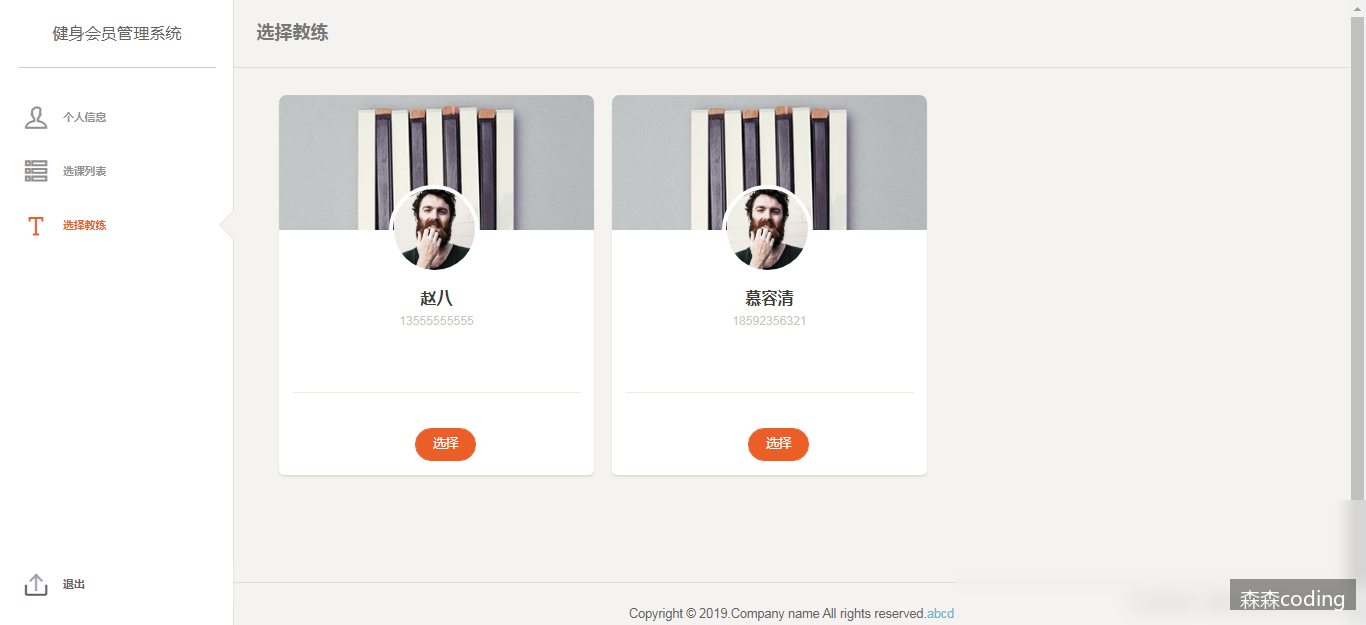 健身会员管理系统
选择教练
个人信息
选课列表
选择教练
赵八
13555555555
选择
慕容清
18592356321
选择
退出
Copyright © 2019.Company name All rights reserved.abcd
森森coding